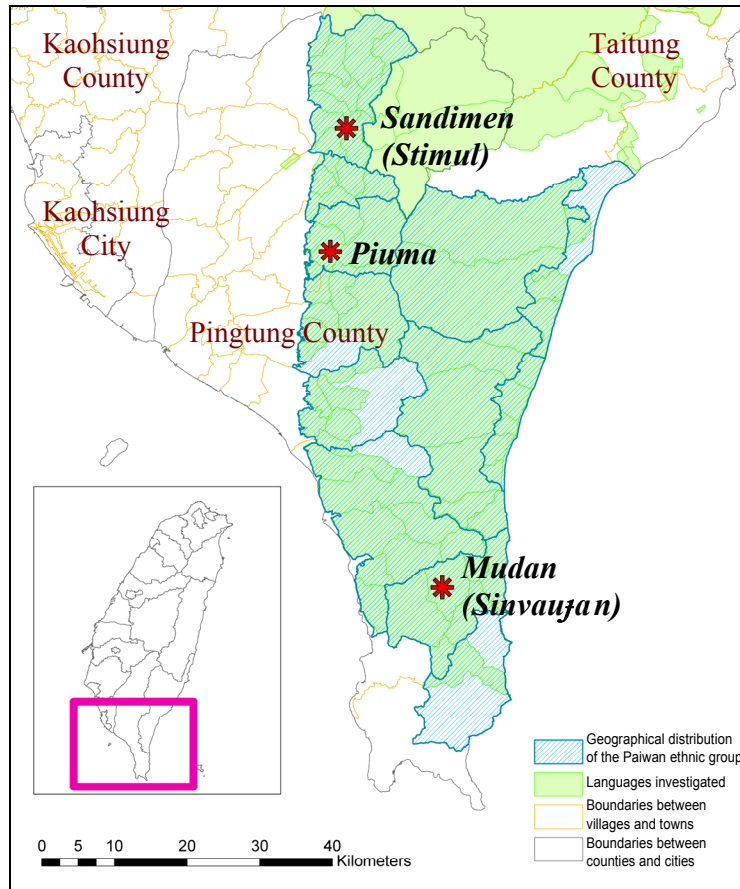 Kaohsiung
County
Taitung
County
Sandimen
(Stimul)
Kaohsiung
City
Piuma
Pingtung County
Mudan
(Sinvauɟan)
Geographical distribution
of the Paiwan ethnic group
Languages investigated
Boundaries between
villages and towns
Boundaries between
counties and cities
0 5 10 20 30 40
Kilometers